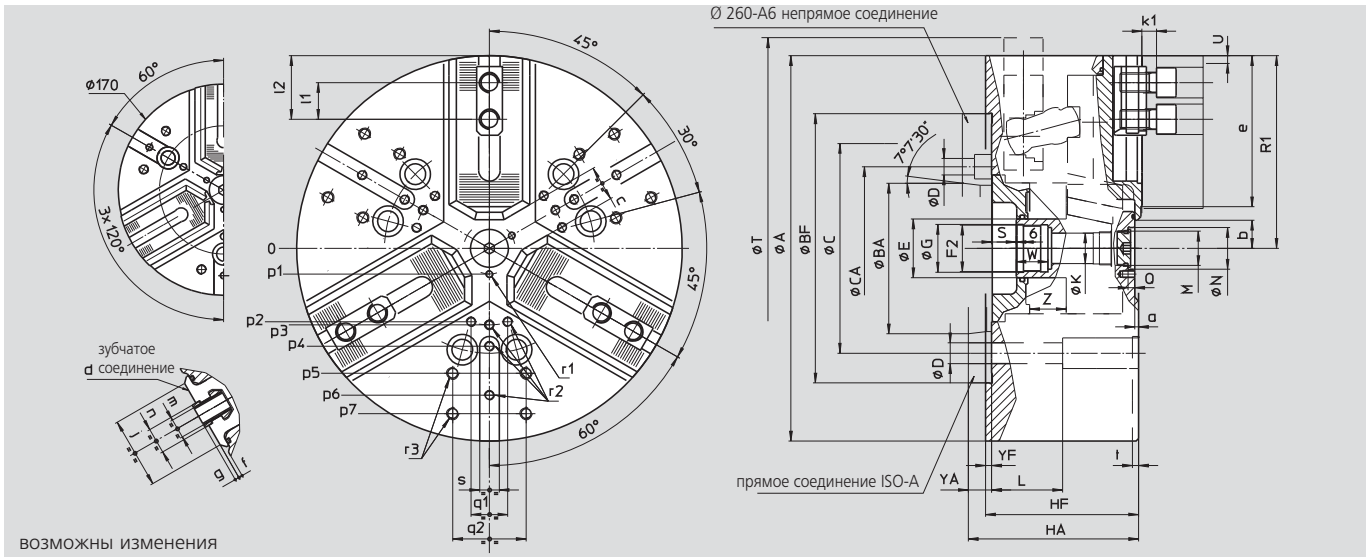 Ø 260-A6 непрямое соединение
k1
U
45°
60°
Ø170
l2
l1
30°
7°7'30"
e
R1
ØD
c
3x120°
ØT
ØA
ØBF
ØC
ØCA
ØBA
ØE
ØG
F2
S
6
W
ØK
b
M
ØN
0
45°
p1
Q
Z
a
p2
p3
p4
зубчатое
d соединение
r1
ØD
p5
r2
p6
m
n
j
p7
60°
r3
g
f
s
YF
t
прямое соединение ISO-A
YA
L
q1
HF
q2
HA
возможны изменения